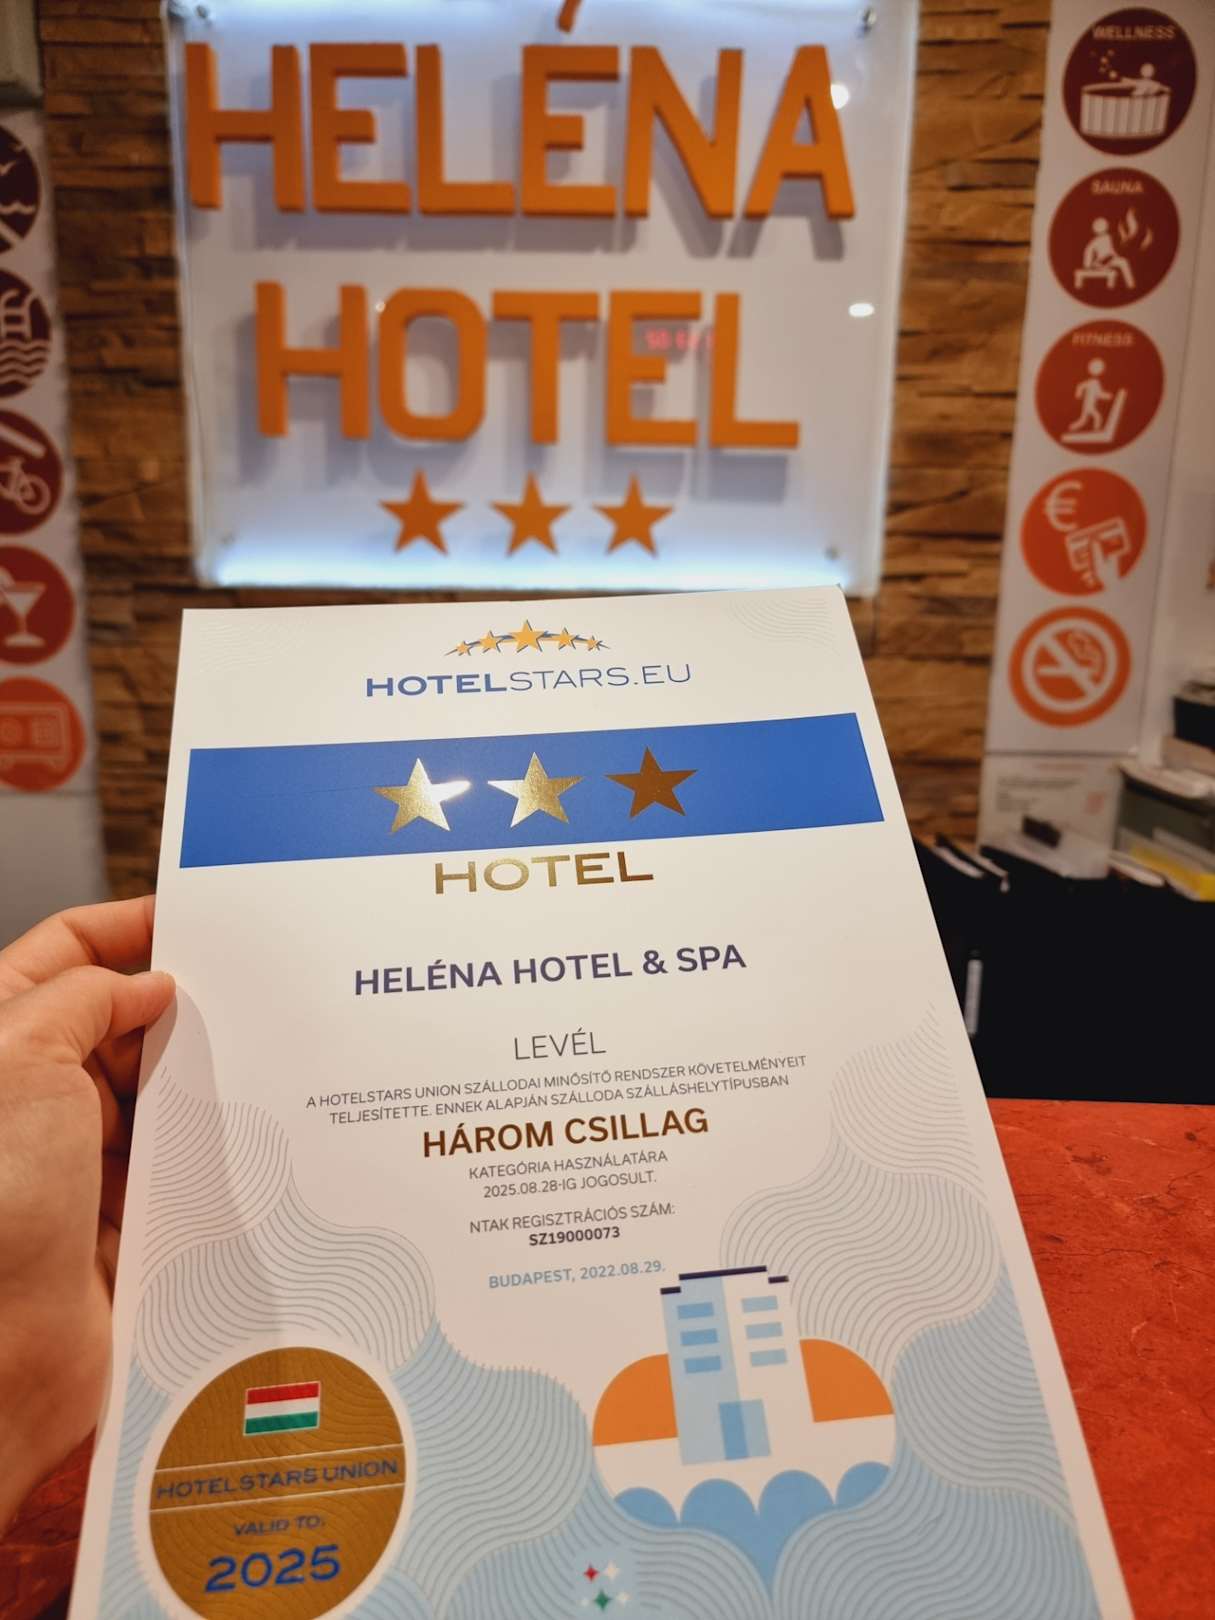 HELÉNA
HOTEL
WELLNESS
SAUNA
FITNESS
€
HOTELSTARS.EU
HOTEL
HELÉNA HOTEL & SPA
LEVÉL
A HOTELSTARS UNION SZÁLLODAI MINŐSÍTŐ RENDSZER KÖVETELMÉNYEIT
TELJESÍTETTE. ENNEK ALAPJÁN SZÁLLODA SZÁLLÁSHELYTÍPUSBAN
HÁROM CSILLAG
KATEGÓRIA HASZNÁLATÁRA
2025.08.28-IG JOGOSULT.
NTAK REGISZTRÁCIÓS SZÁM:
SZ19000073
BUDAPEST, 2022.08.29.
HOTELSTARS UNION
VALID TO:
2025